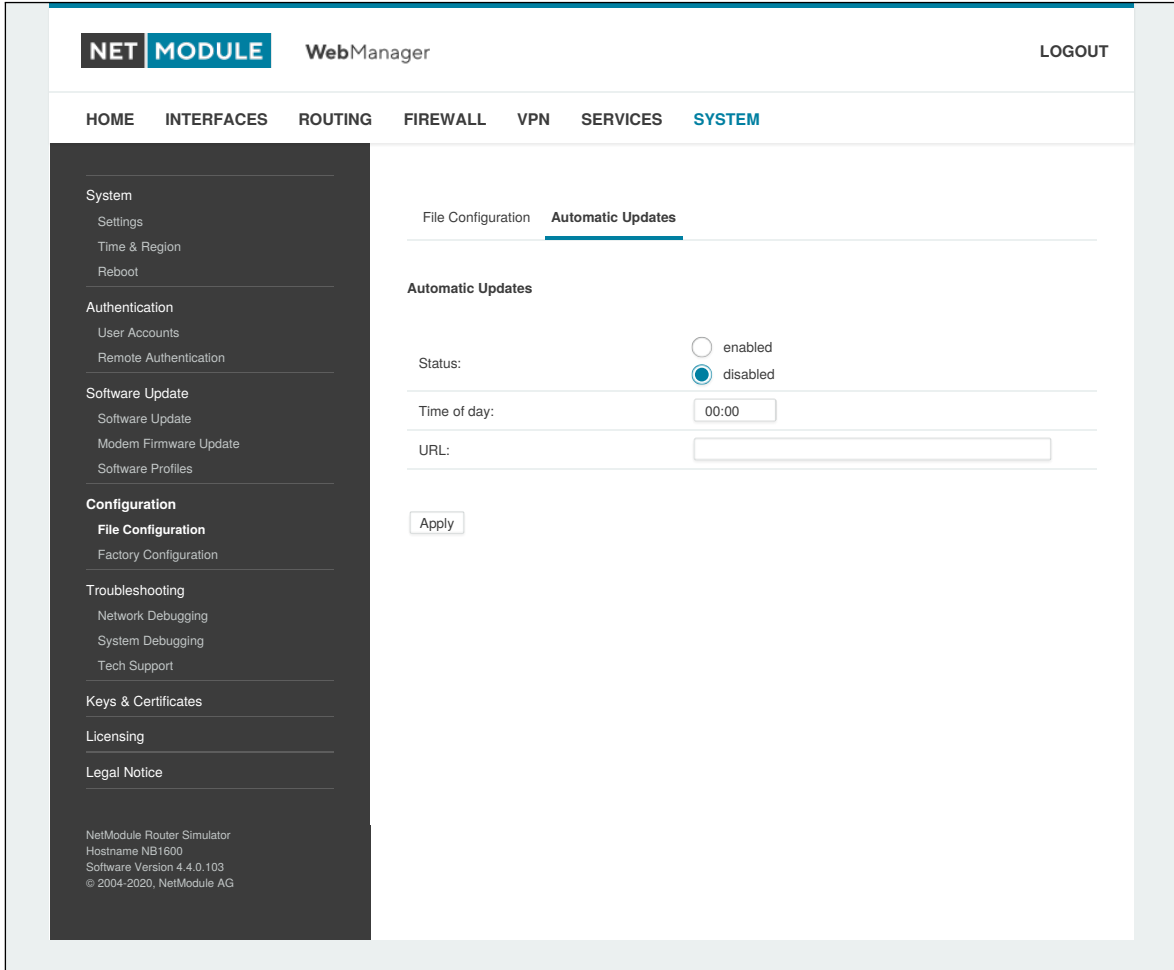 NET MODULE WebManager LOGOUT
HOME INTERFACES ROUTING FIREWALL VPN SERVICES SYSTEM
System
Settings
Time & Region
Reboot
Authentication
User Accounts
Remote Authentication
Software Update
Software Update
Modem Firmware Update
Software Profiles
Configuration
File Configuration
Factory Configuration
Troubleshooting
Network Debugging
System Debugging
Tech Support
Keys & Certificates
Licensing
Legal Notice
NetModule Router Simulator
Hostname NB1600
Software Version 4.4.0.103
© 2004-2020, NetModule AG
File Configuration Automatic Updates
Automatic Updates
Status:
enabled
disabled
Time of day: 00:00
URL:
Apply